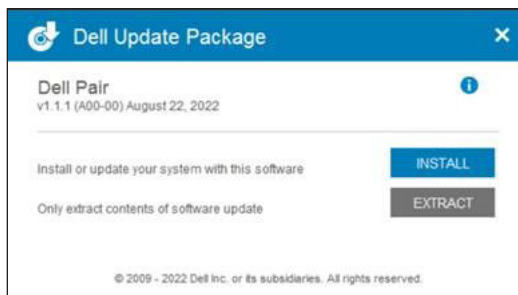 Dell Update Package
Dell Pair
v1.1.1 (A00-00) August 22, 2022
Install or update your system with this software
INSTALL
Only extract contents of software update
EXTRACT
© 2009 - 2022 Dell Inc. or its subsidiaries. All rights reserved.